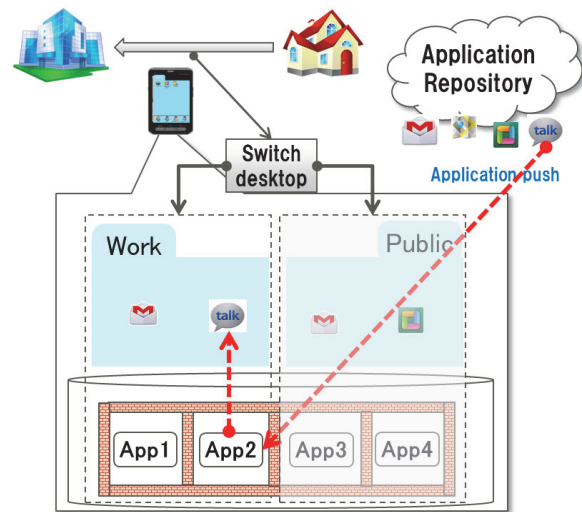 Application
Repository
talk
Application push
Switch
desktop
Work
Public
talk
App1
App2
App3
App4